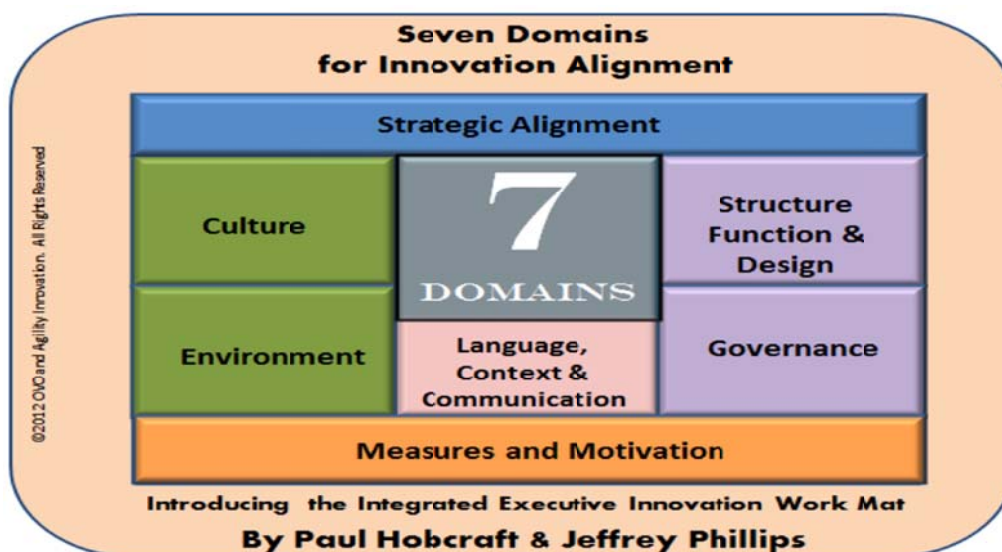 Seven Domains
for Innovation Alignment
©2012 OVO and Agility Innovation. All Rights Reserved
Strategic Alignment
Culture
7
DOMAINS
Structure
Function &
Design
Environment
Language,
Context &
Communication
Governance
Measures and Motivation
Introducing the Integrated Executive Innovation Work Mat
By Paul Hobcraft & Jeffrey Phillips